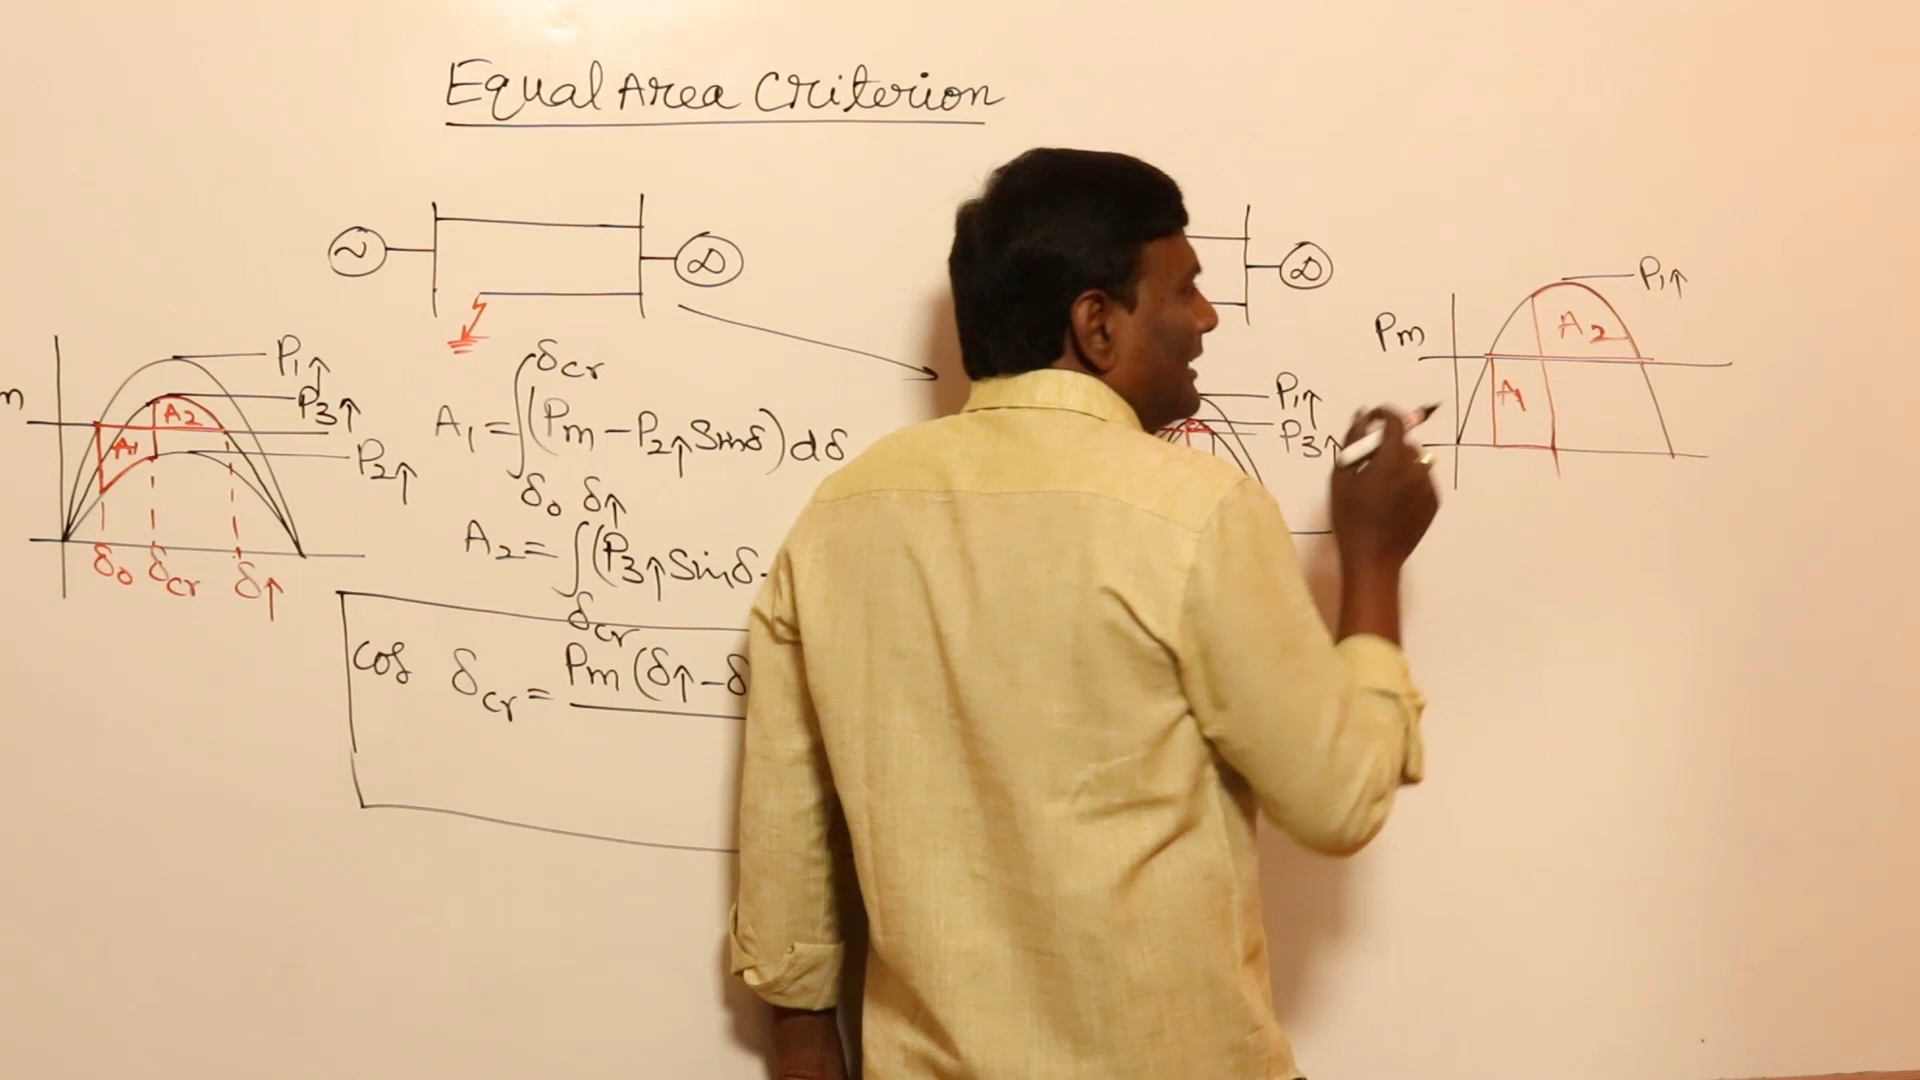 Equal Area Criterion
~
P1↑
P3↑
P2↑
m
A1
A2
δ0 δcr δ↑
A1 = ∫ (Pm − P2↑ Sinδ) dδ
δcr
δ0
A2 = ∫ (P3↑ Sinδ -
δ↑
δcr
cos δcr = Pm (δ↑ − δ
P1↑
P3↑
P1↑
Pm
A2
A1